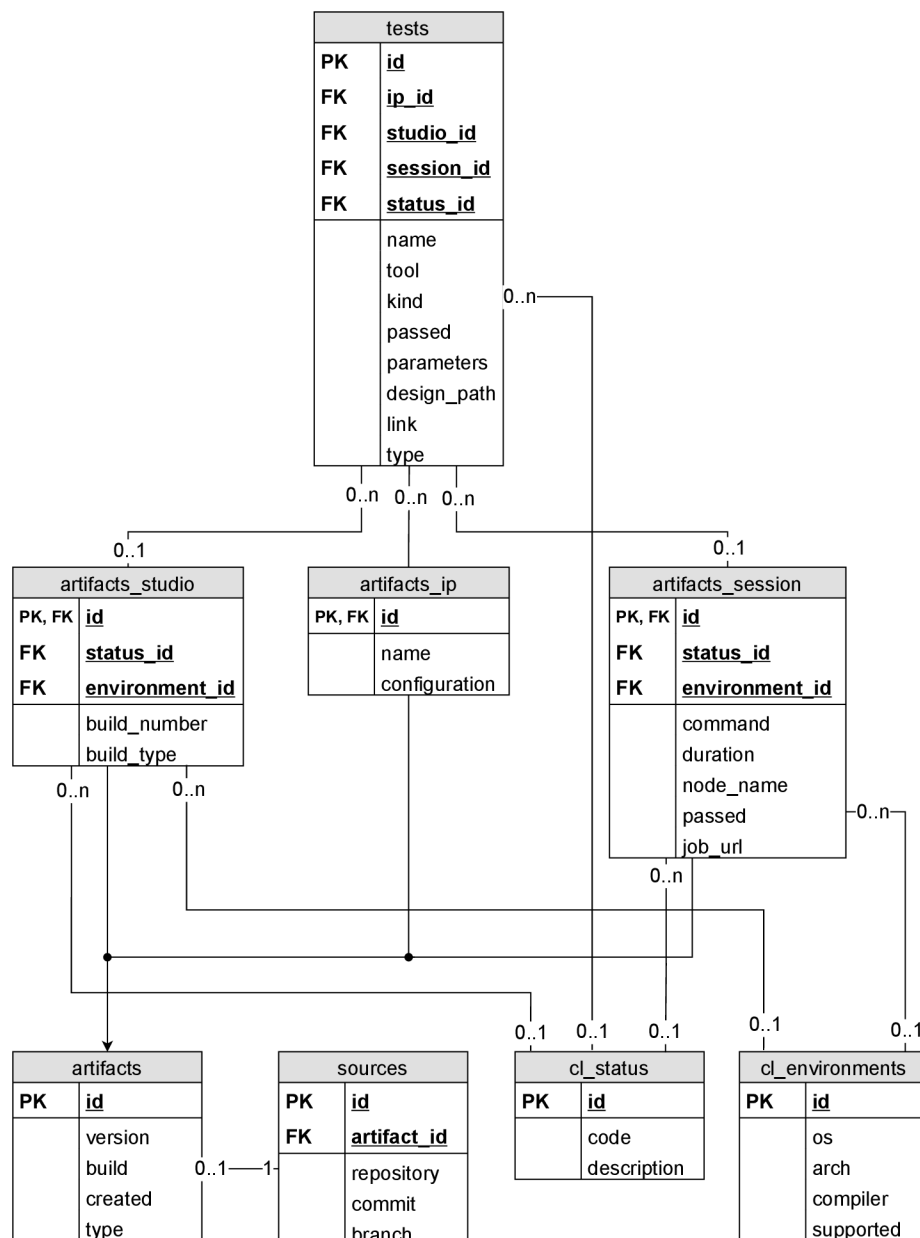 tests
PK id
FK ip_id
FK studio_id
FK session_id
FK status_id
name
tool
kind
passed
parameters
design_path
link
type
0..n
0..n 0..n 0..n
0..1 0..1
artifacts_studio
PK, FK id
FK status_id
FK environment_id
build_number
build_type
0..n 0..n
artifacts_ip
PK, FK id
name
configuration
artifacts_session
PK, FK id
FK status_id
FK environment_id
command
duration
node_name
passed
job_url
0..n
0..n
0..1 0..1 0..1 0..1 0..1
artifacts
PK id
version
build
created
type
0..1 1
sources
PK id
FK artifact_id
repository
commit
branch
cl_status
PK id
code
description
cl_environments
PK id
os
arch
compiler
supported